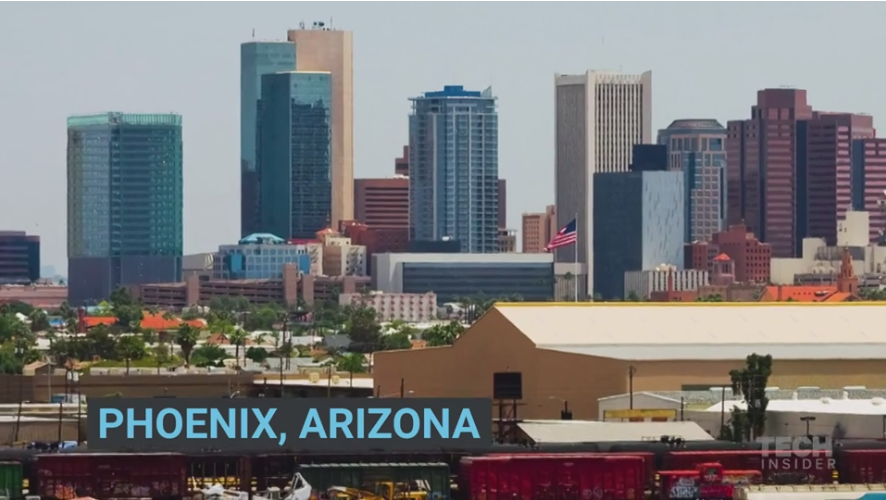 PHOENIX, ARIZONA
TECH
INSIDER